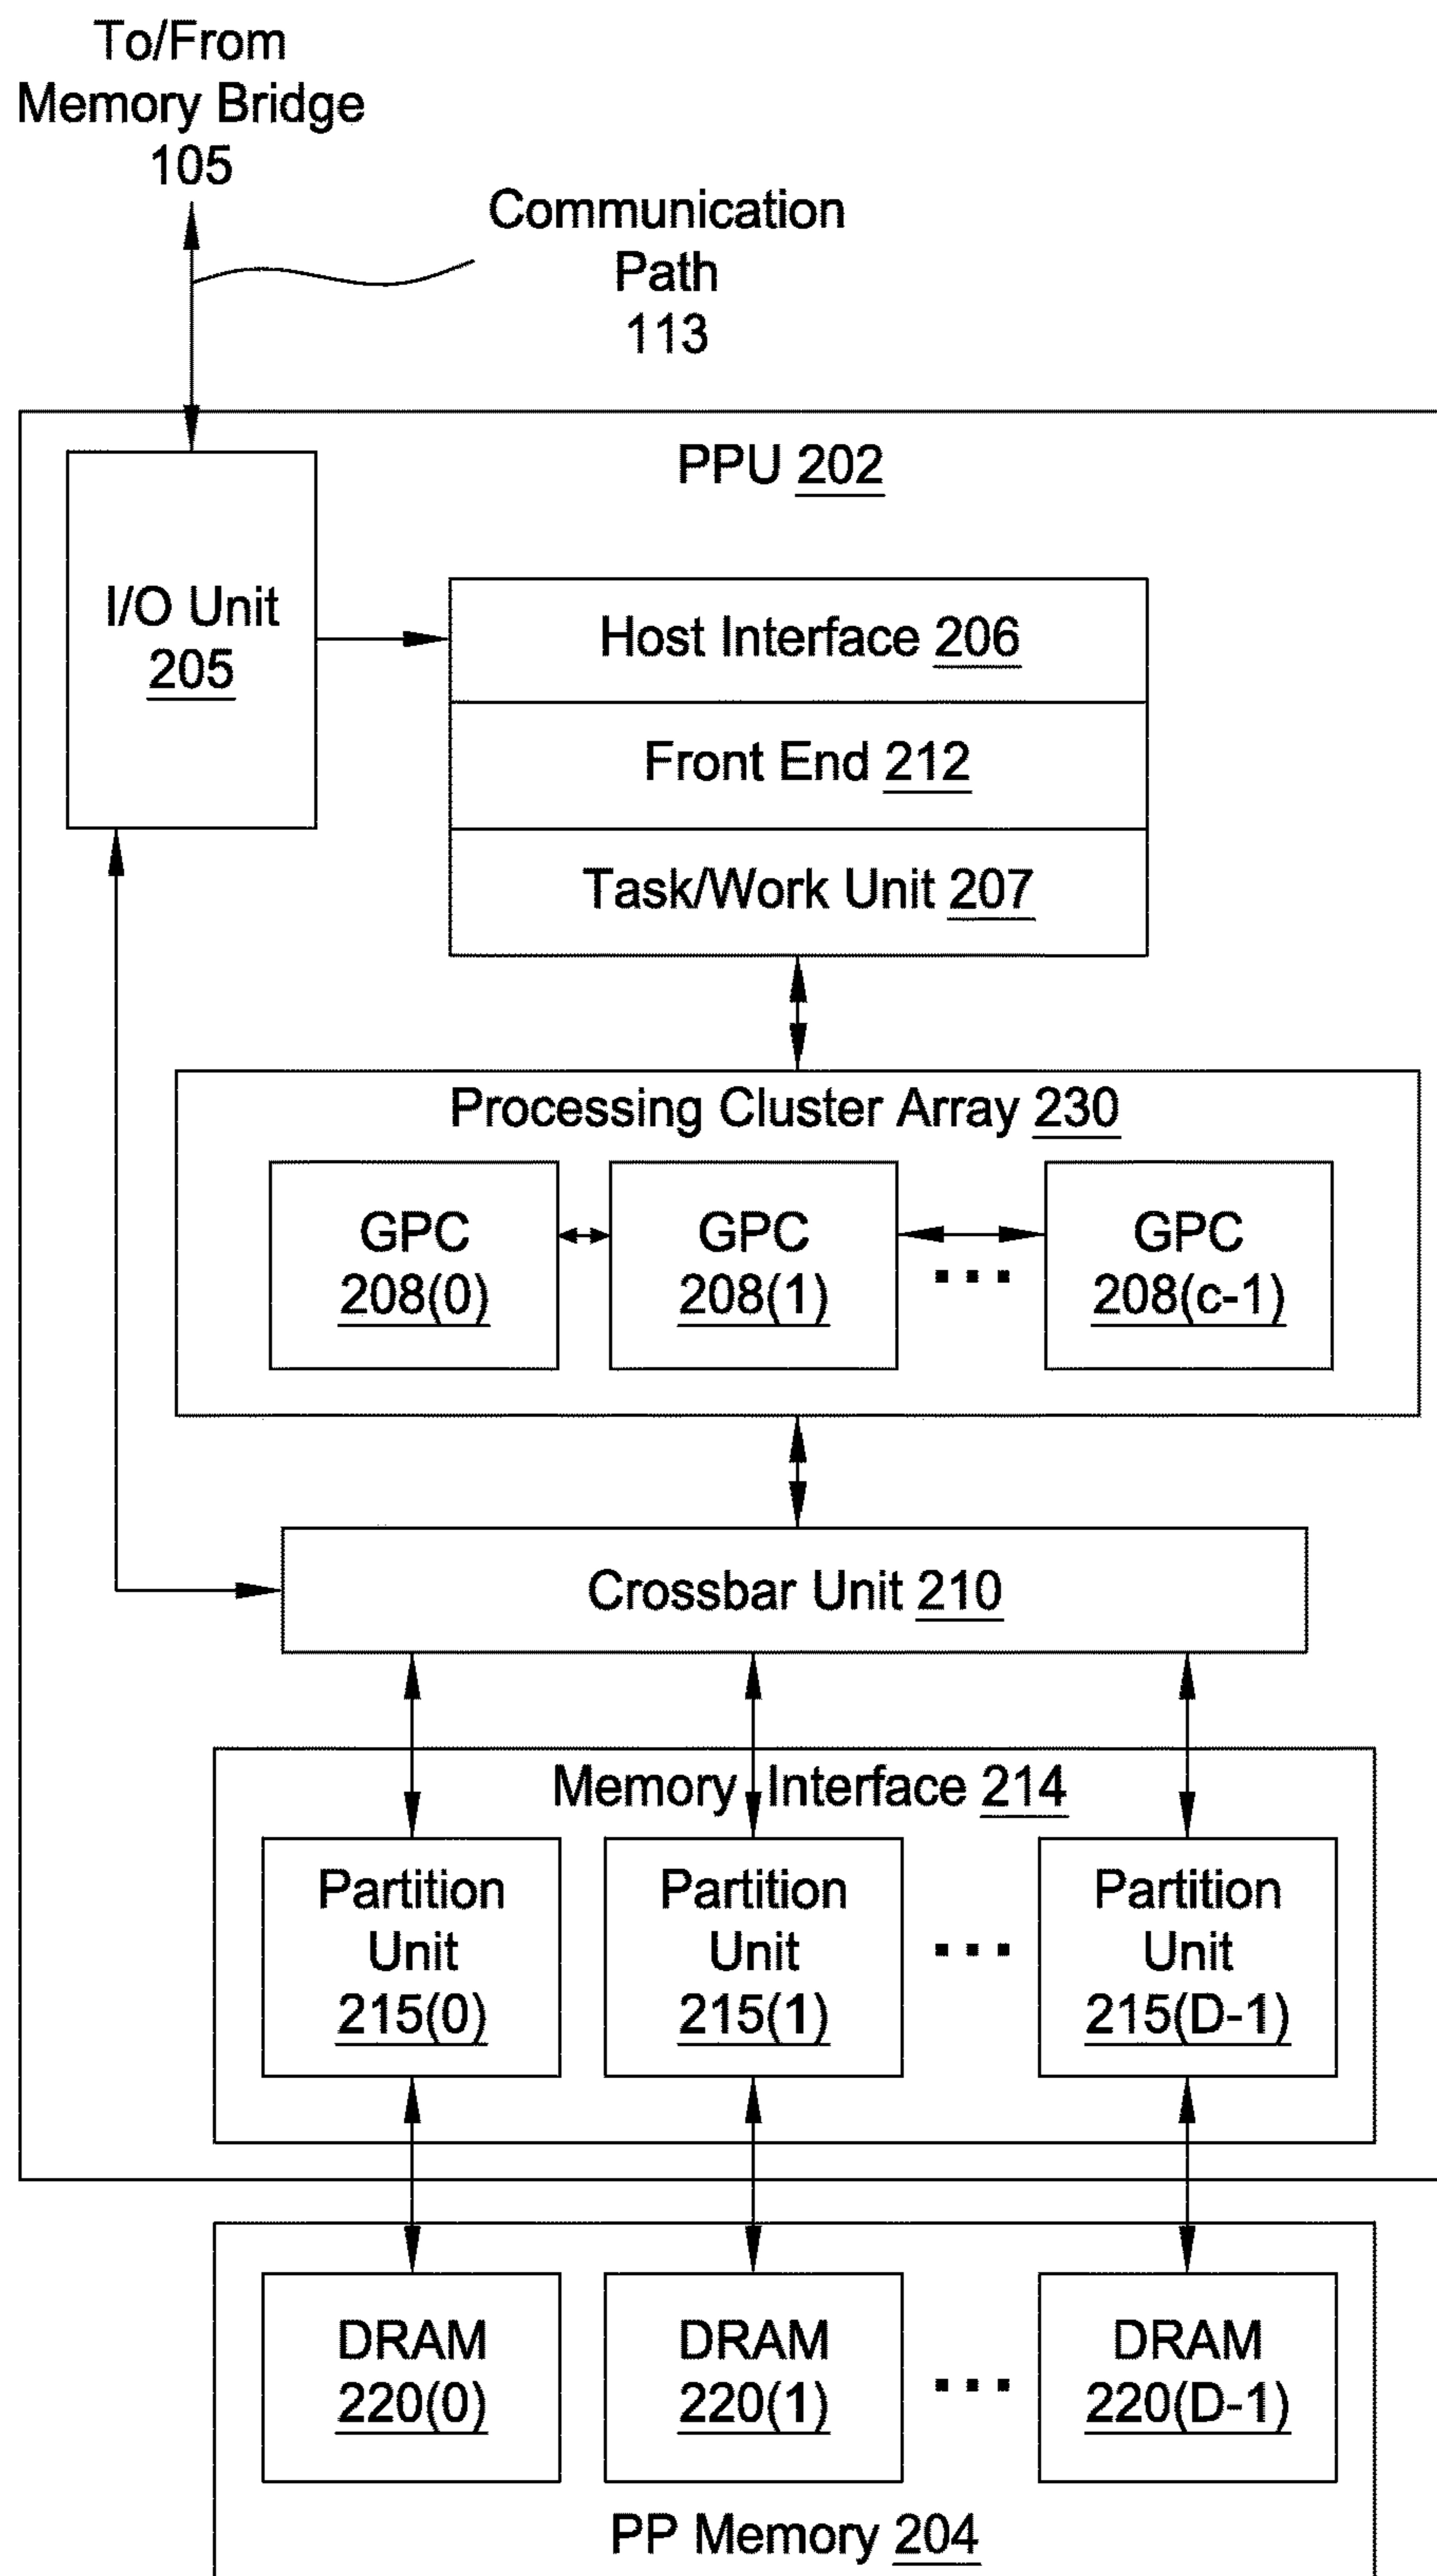 To/From
Memory Bridge
105
Communication
Path
113
PPU 202
I/O Unit
205
Host Interface 206
Front End 212
Task/Work Unit 207
Processing Cluster Array 230
GPC
208(0)
GPC
208(1)
GPC
208(c-1)
Crossbar Unit 210
Memory Interface 214
Partition
Unit
215(0)
Partition
Unit
215(1)
Partition
Unit
215(D-1)
DRAM
220(0)
DRAM
220(1)
DRAM
220(D-1)
PP Memory 204